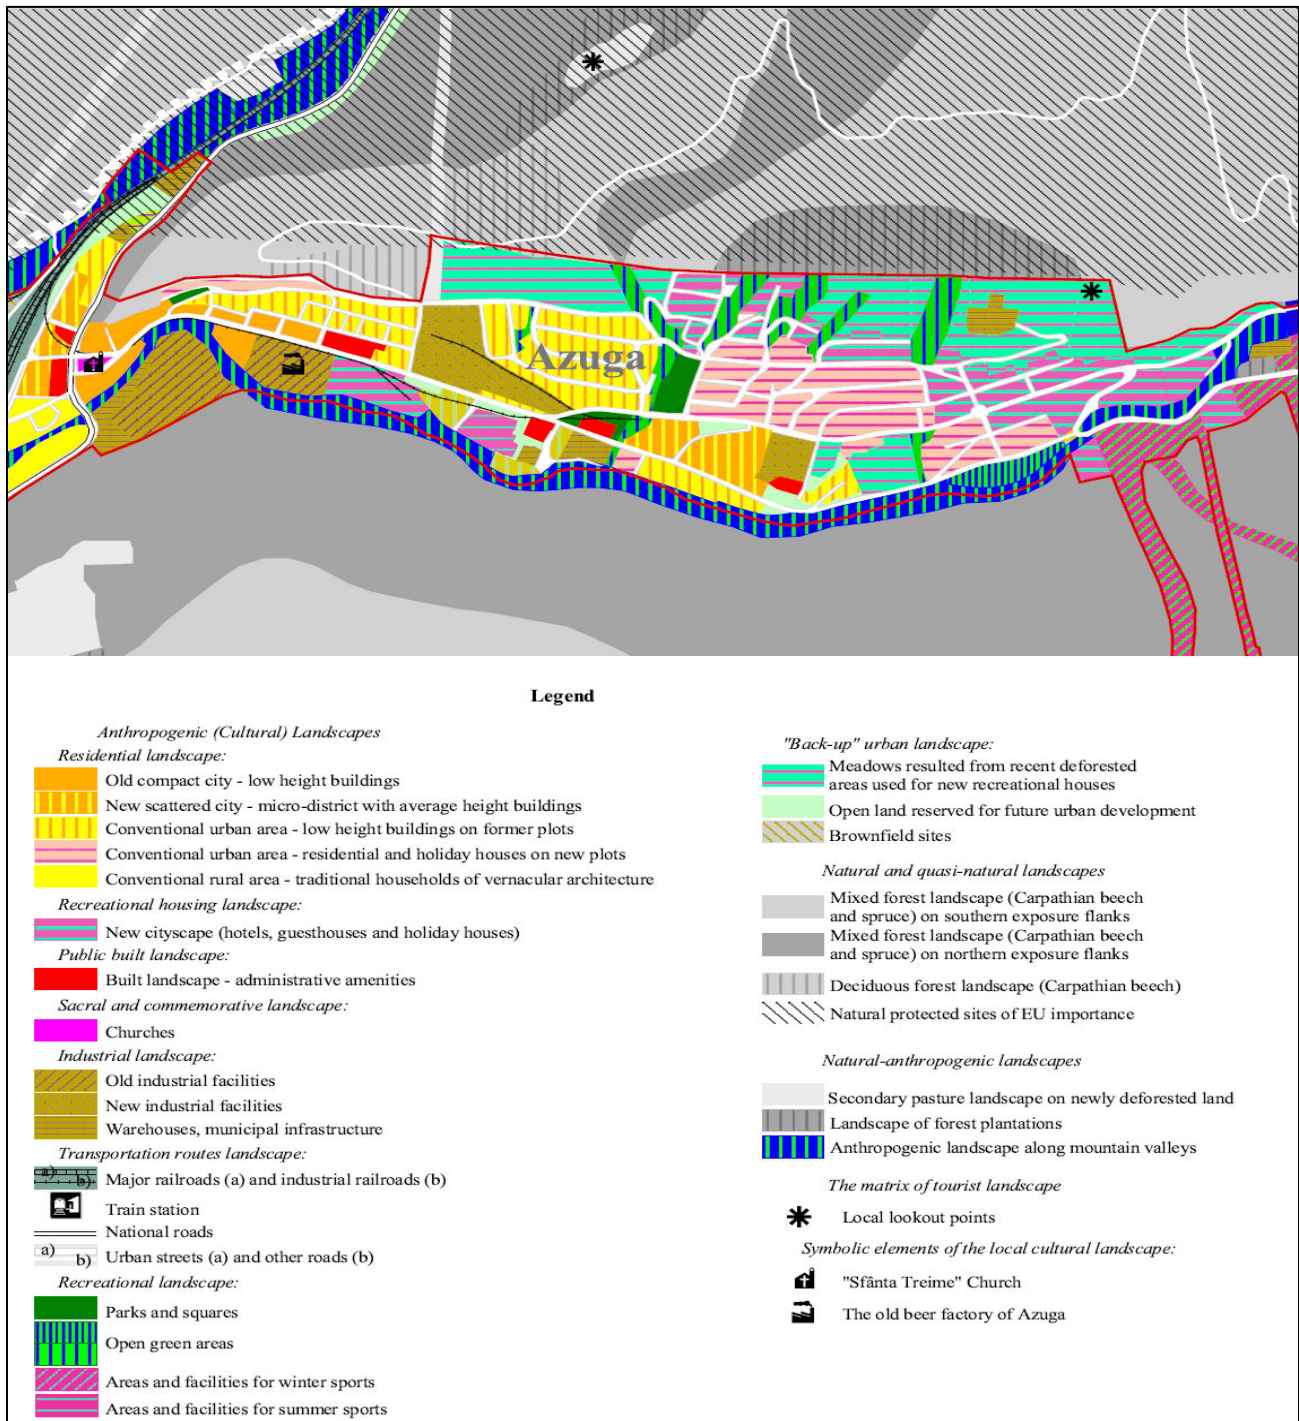 Azuga
Legend
Anthropogenic (Cultural) Landscapes
Residential landscape:
Old compact city - low height buildings
New scattered city - micro-district with average height buildings
Conventional urban area - low height buildings on former plots
Conventional urban area - residential and holiday houses on new plots
Conventional rural area - traditional households of vernacular architecture
Recreational housing landscape:
New cityscape (hotels, guesthouses and holiday houses)
Public built landscape:
Built landscape - administrative amenities
Sacral and commemorative landscape:
Churches
Industrial landscape:
Old industrial facilities
New industrial facilities
Warehouses, municipal infrastructure
Transportation routes landscape:
a) b) Major railroads (a) and industrial railroads (b)
Train station
National roads
a) b) Urban streets (a) and other roads (b)
Recreational landscape:
Parks and squares
Open green areas
Areas and facilities for winter sports
Areas and facilities for summer sports
"Back-up" urban landscape:
Meadows resulted from recent deforested
areas used for new recreational houses
Open land reserved for future urban development
Brownfield sites
Natural and quasi-natural landscapes
Mixed forest landscape (Carpathian beech
and spruce) on southern exposure flanks
Mixed forest landscape (Carpathian beech
and spruce) on northern exposure flanks
Deciduous forest landscape (Carpathian beech)
Natural protected sites of EU importance
Natural-anthropogenic landscapes
Secondary pasture landscape on newly deforested land
Landscape of forest plantations
Anthropogenic landscape along mountain valleys
The matrix of tourist landscape
Local lookout points
Symbolic elements of the local cultural landscape:
"Sfânta Treime" Church
The old beer factory of Azuga